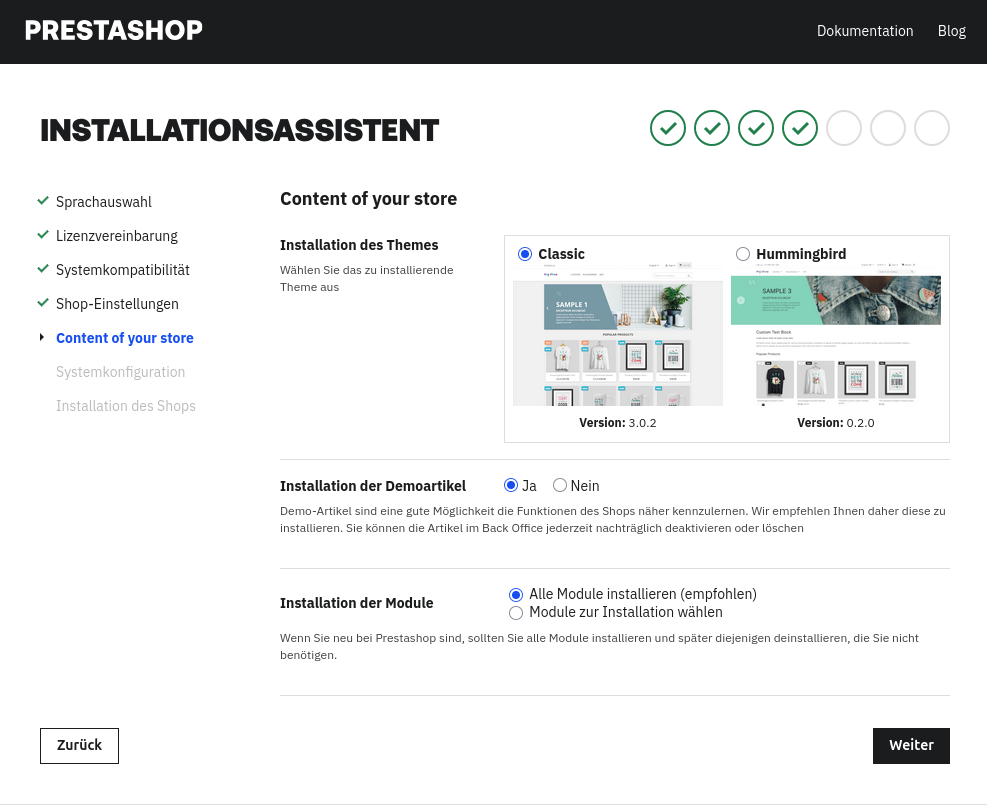 PRESTASHOP
Dokumentation Blog
INSTALLATIONSASSISTENT
Sprachauswahl
Lizenzvereinbarung
Systemkompatibilität
Shop-Einstellungen
Content of your store
Systemkonfiguration
Installation des Shops
Content of your store
Installation des Themes
Wählen Sie das zu installierende
Theme aus
Classic
SAMPLE 1
POPULAR PRODUCTS
Version: 3.0.2
Hummingbird
SAMPLE 3
Custom Text Block
Popular Products
Version: 0.2.0
Installation der Demoartikel
Ja Nein
Demo-Artikel sind eine gute Möglichkeit die Funktionen des Shops näher kennzulernen. Wir empfehlen Ihnen daher diese zu
installieren. Sie können die Artikel im Back Office jederzeit nachträglich deaktivieren oder löschen
Installation der Module
Alle Module installieren (empfohlen)
Module zur Installation wählen
Wenn Sie neu bei Prestashop sind, sollten Sie alle Module installieren und später diejenigen deinstallieren, die Sie nicht
benötigen.
Zurück
Weiter